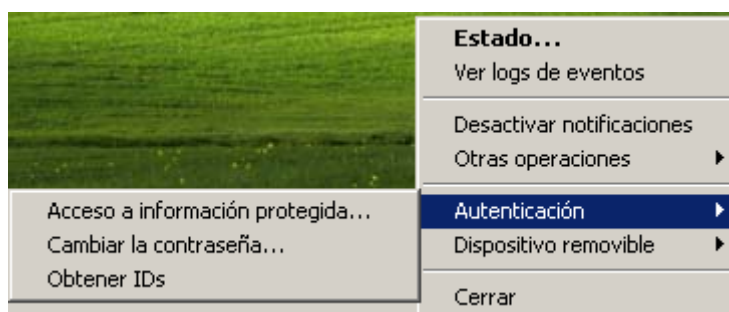 Estado...
Ver logs de eventos
Desactivar notificaciones
Otras operaciones
Autenticación
Dispositivo removible
Cerrar
Acceso a información protegida...
Cambiar la contraseña...
Obtener IDs